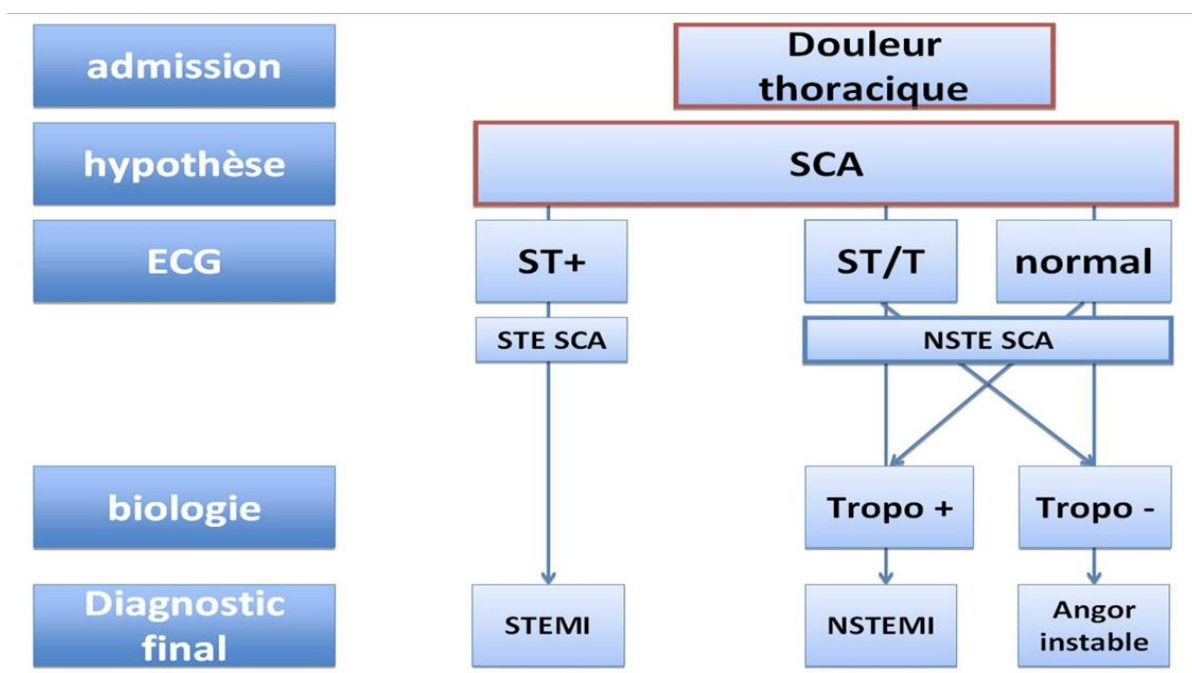 admission
Douleur
thoracique
hypothèse
SCA
ECG
ST+
ST/T
normal
STE SCA
NSTE SCA
biologie
Tropo +
Tropo -
Diagnostic
final
STEMI
NSTEMI
Angor
instable